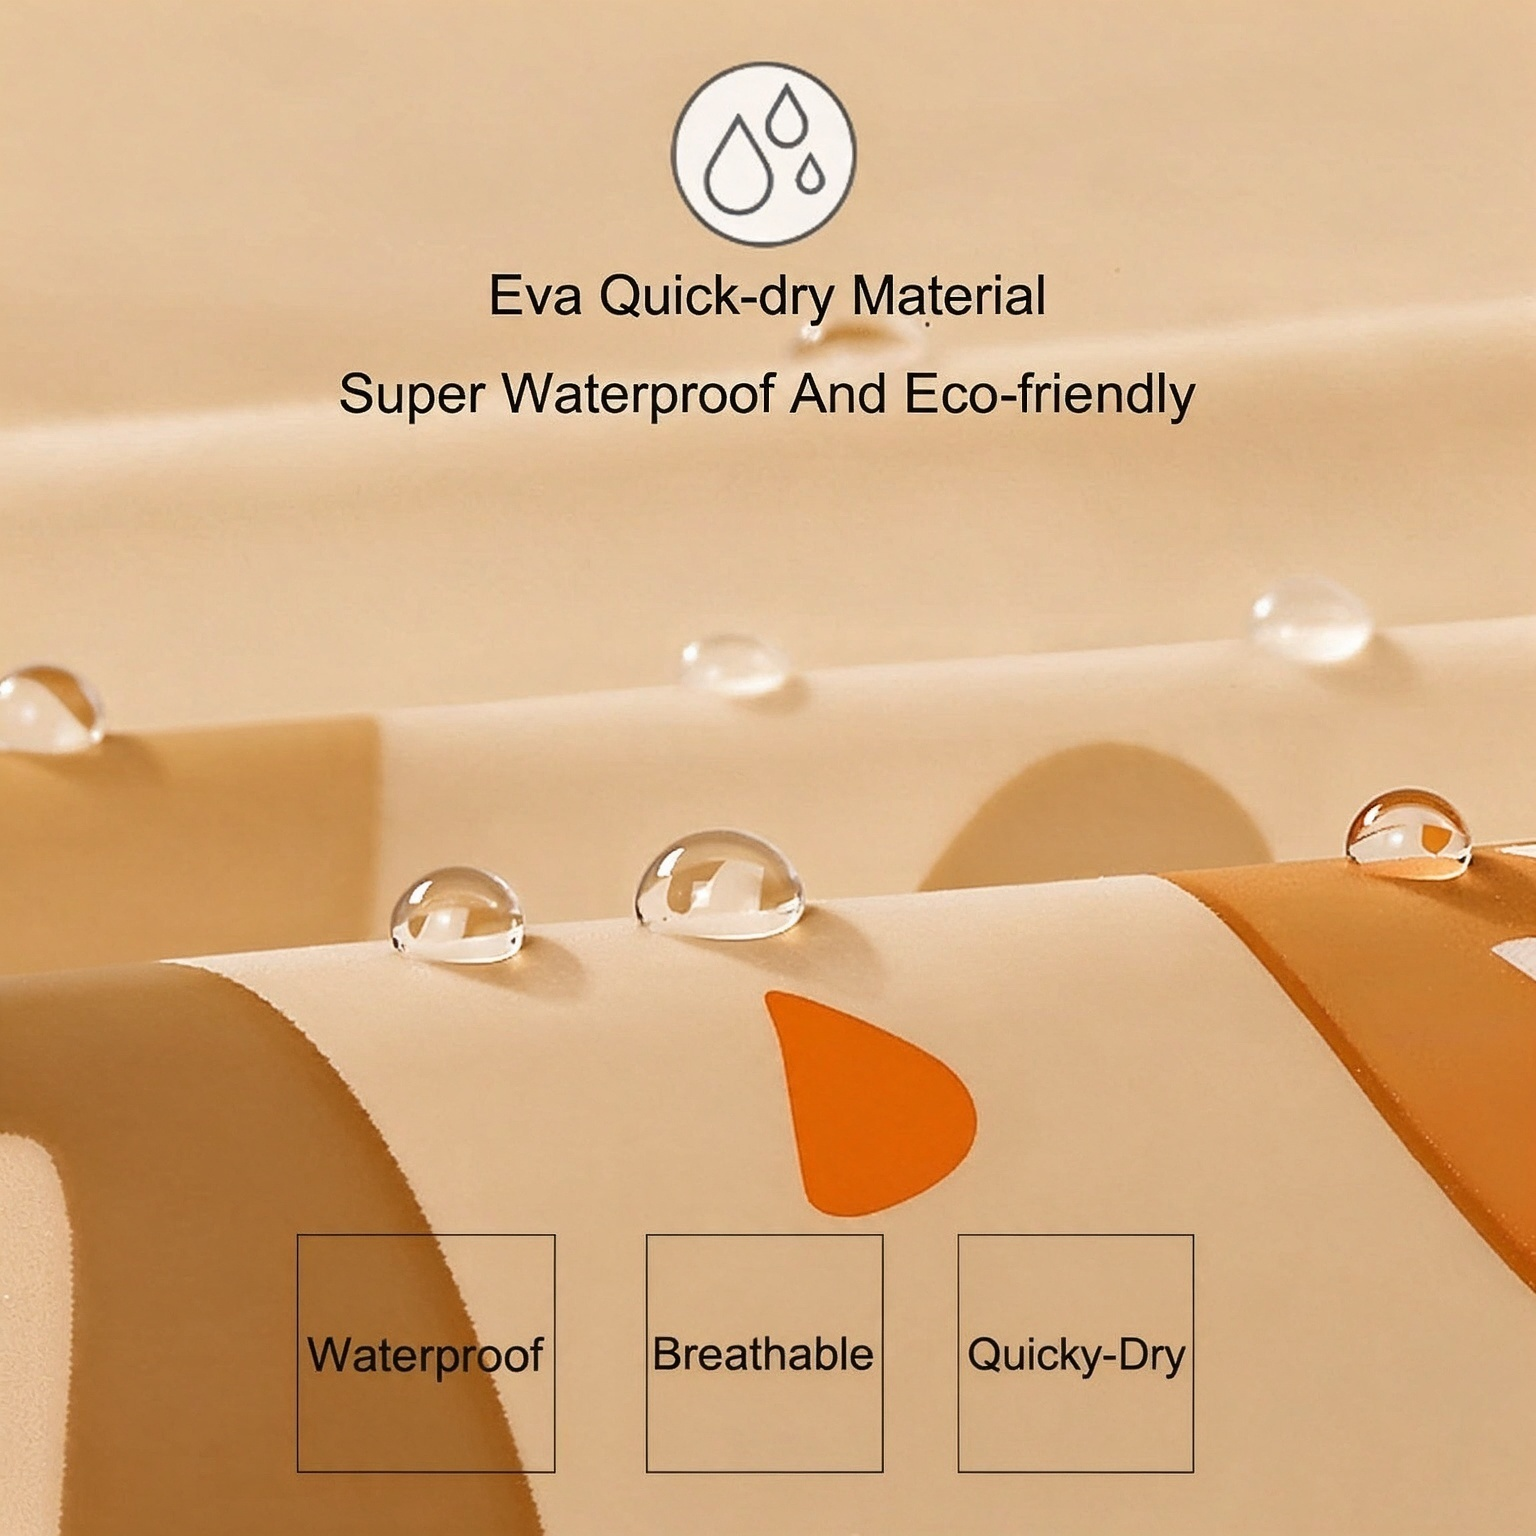 Eva Quick-dry Material
Super Waterproof And Eco-friendly
Waterproof
Breathable
Quicky-Dry